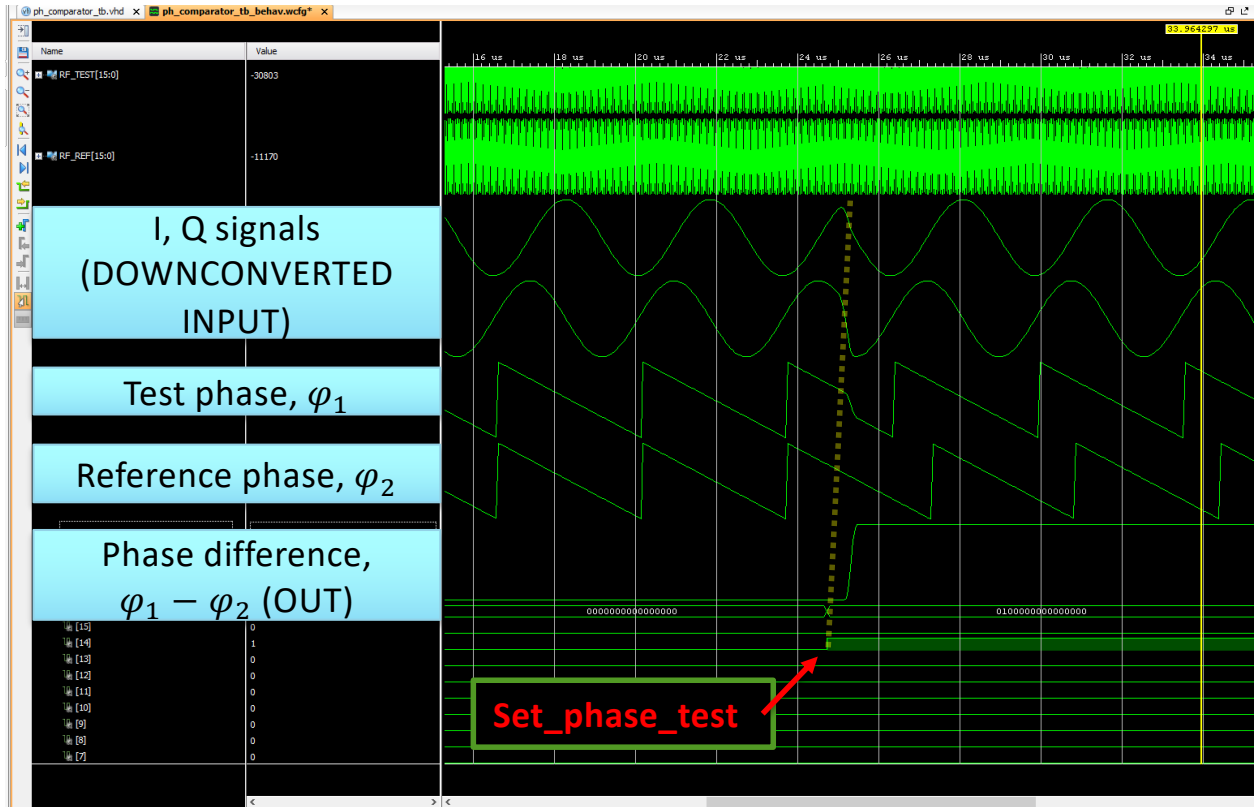 ph_comparator_tb.vhd × ph_comparator_tb_behav.wcfg* ×
33.964297 us
Name Value
16 us 18 us 20 us 22 us 24 us 26 us 28 us 30 us 32 us 34 us
RF_TEST[15:0] -30803
RF_REF[15:0] -11170
I, Q signals
(DOWNCONVERTED
INPUT)
Test phase, 𝜑₁
Reference phase, 𝜑₂
Phase difference,
𝜑₁ − 𝜑₂ (OUT)
0000000000000000 0100000000000000
[15] 0
[14] 1
[13] 0
[12] 0
[11] 0
[10] 0
[9] 0
[8] 0
[7] 0
Set_phase_test